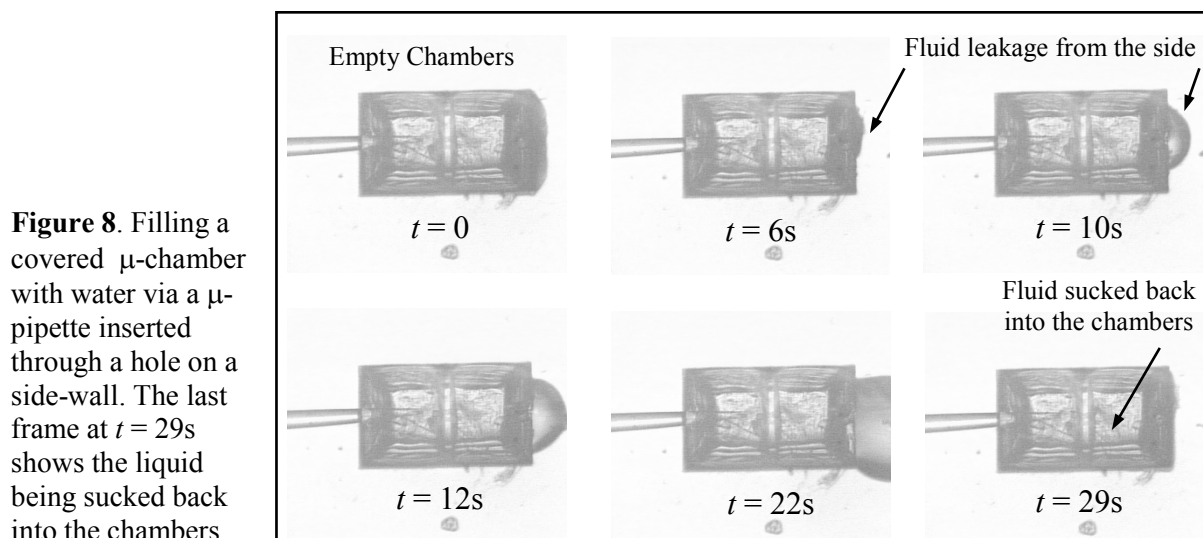 Figure 8. Filling a
covered μ-chamber
with water via a μ-
pipette inserted
through a hole on a
side-wall. The last
frame at t = 29s
shows the liquid
being sucked back
into the chambers
Empty Chambers
Fluid leakage from the side
t = 0
t = 6s
t = 10s
Fluid sucked back
into the chambers
t = 12s
t = 22s
t = 29s